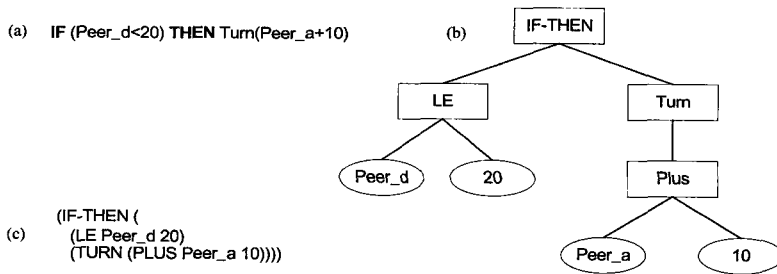 (a) IF (Peer_d<20) THEN Turn(Peer_a+10)
(b)
IF-THEN
LE
Turn
Peer_d
20
Plus
Peer_a
10
(c)
(IF-THEN (
(LE Peer_d 20)
(TURN (PLUS Peer_a 10))))